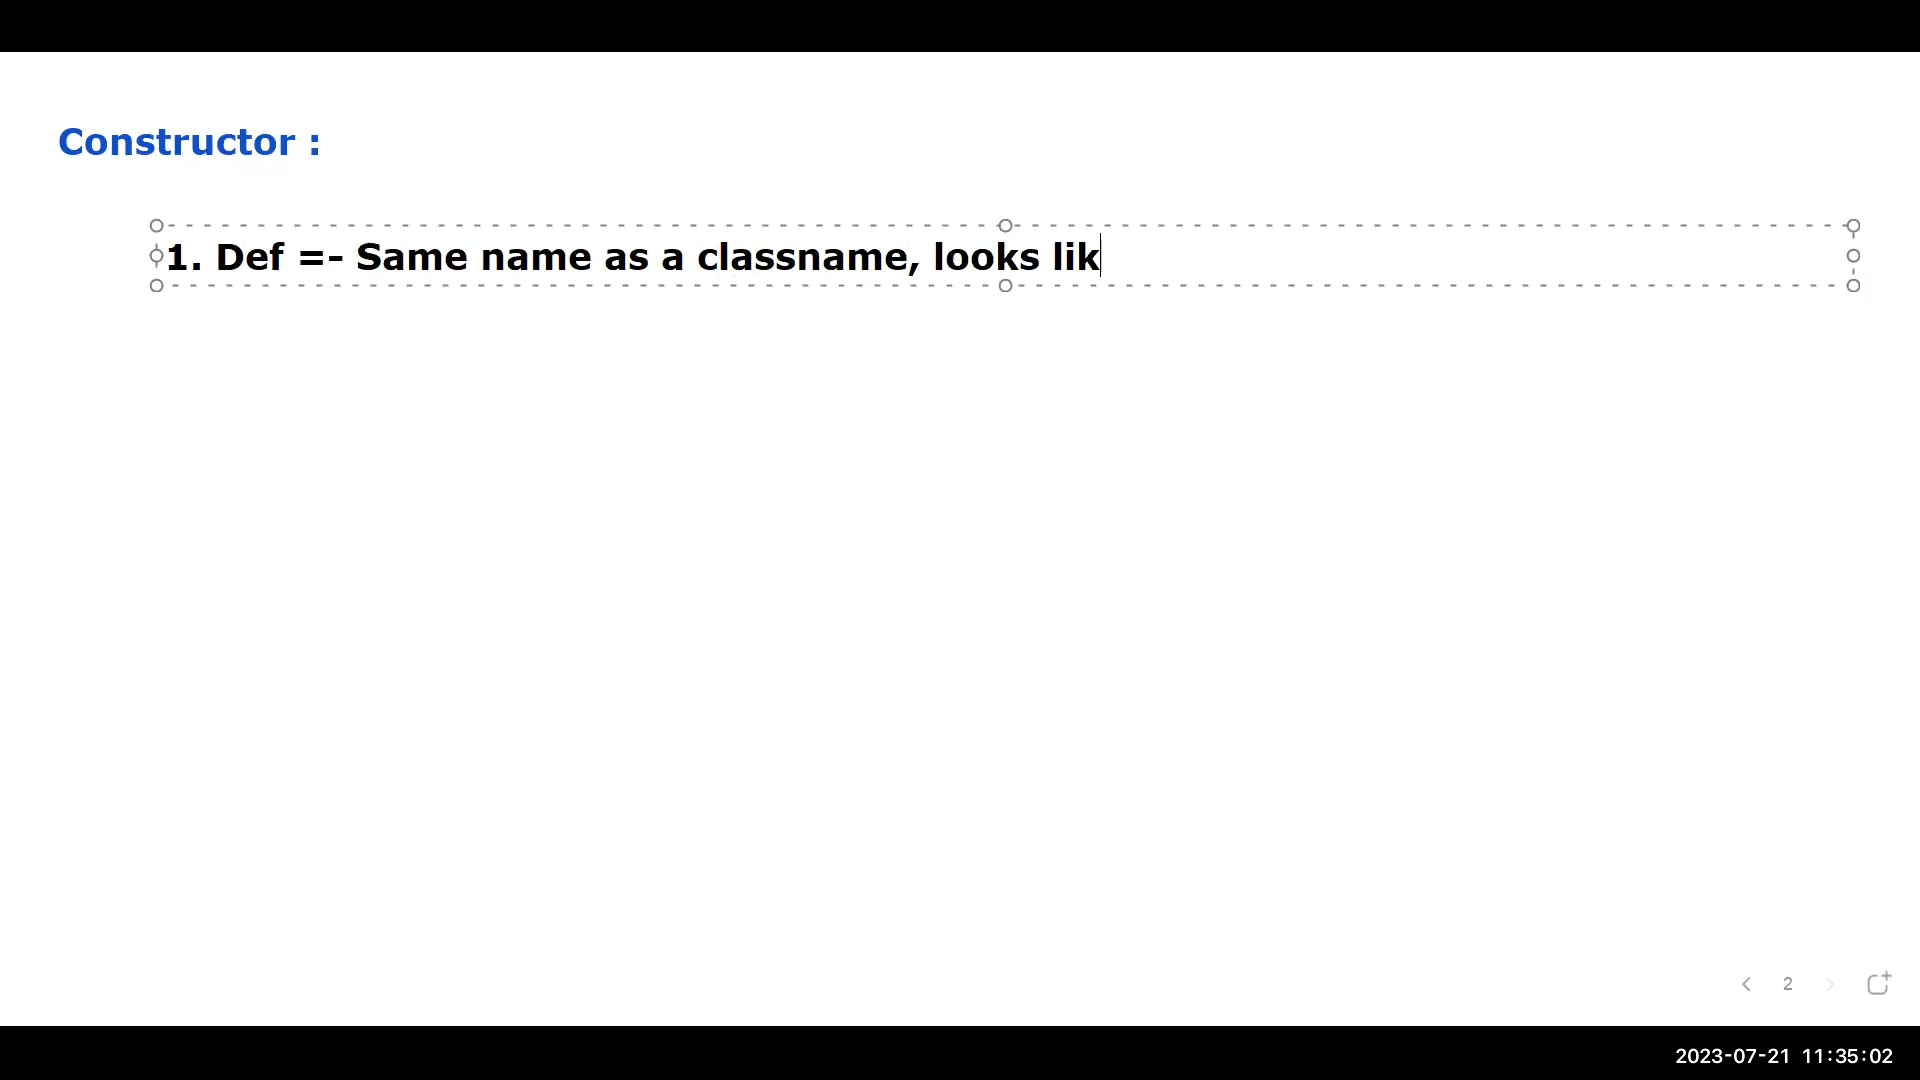 Constructor :
1. Def =- Same name as a classname, looks lik
2
2023-07-21 11:35:02